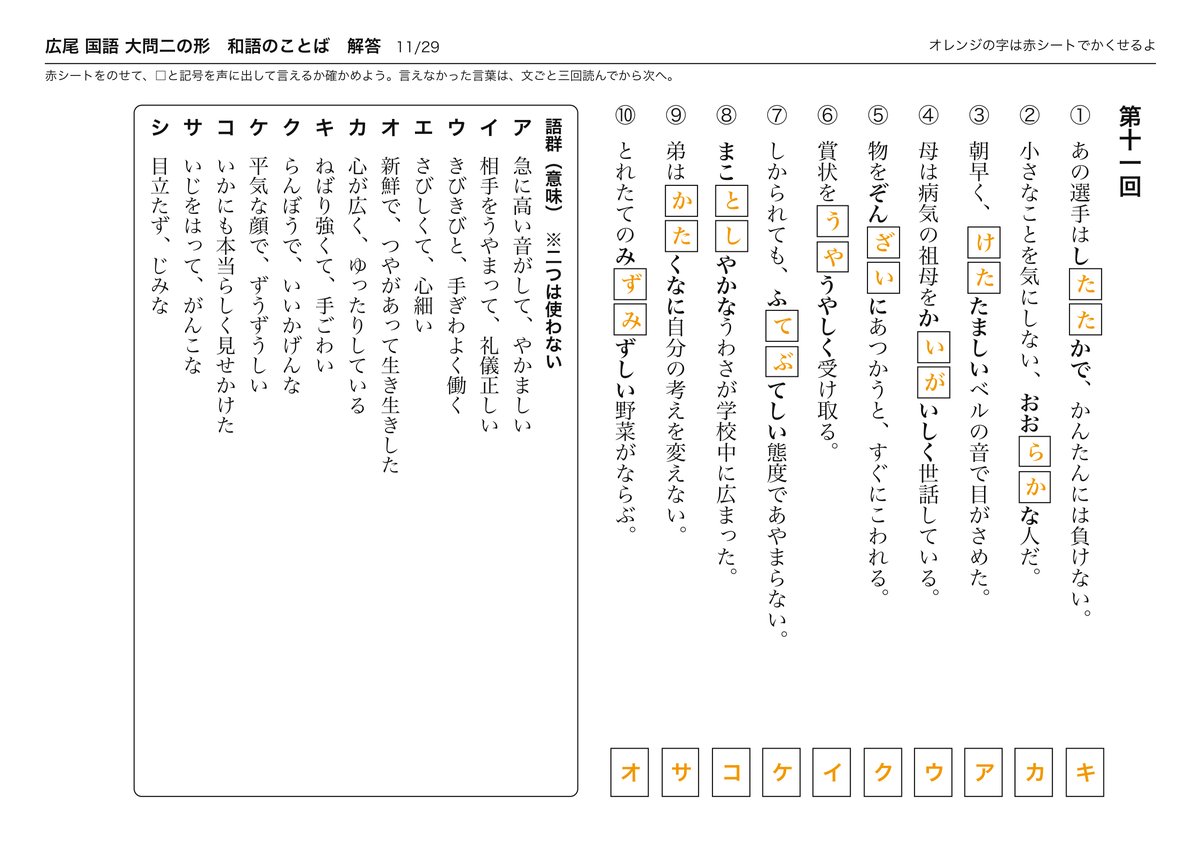 広尾 国語 大問二の形　和語のことば　解答　11/29
オレンジの字は赤シートでかくせるよ
赤シートをのせて、□と記号を声に出して言えるか確かめよう。言えなかった言葉は、文ごと三回読んでから次へ。
第十一回
① あの選手はしたたかで、かんたんには負けない。 キ
② 小さなことを気にしない、おおらかな人だ。 カ
③ 朝早く、けたたましいベルの音で目がさめた。 ア
④ 母は病気の祖母をかいがいしく世話している。 ウ
⑤ 物をぞんざいにあつかうと、すぐにこわれる。 ク
⑥ 賞状をうやうやしく受け取る。 イ
⑦ しかられても、ふてぶてしい態度であやまらない。 ケ
⑧ まことしやかなうわさが学校中に広まった。 コ
⑨ 弟はかたくなに自分の考えを変えない。 サ
⑩ とれたてのみずみずしい野菜がならぶ。 オ
語群（意味）　※二つは使わない
ア　急に高い音がして、やかましい
イ　相手をうやまって、礼儀正しい
ウ　きびきびと、手ぎわよく働く
エ　さびしくて、心細い
オ　新鮮で、つやがあって生き生きした
カ　心が広く、ゆったりしている
キ　ねばり強くて、手ごわい
ク　らんぼうで、いいかげんな
ケ　平気な顔で、ずうずうしい
コ　いかにも本当らしく見せかけた
サ　いじをはって、がんこな
シ　目立たず、じみな